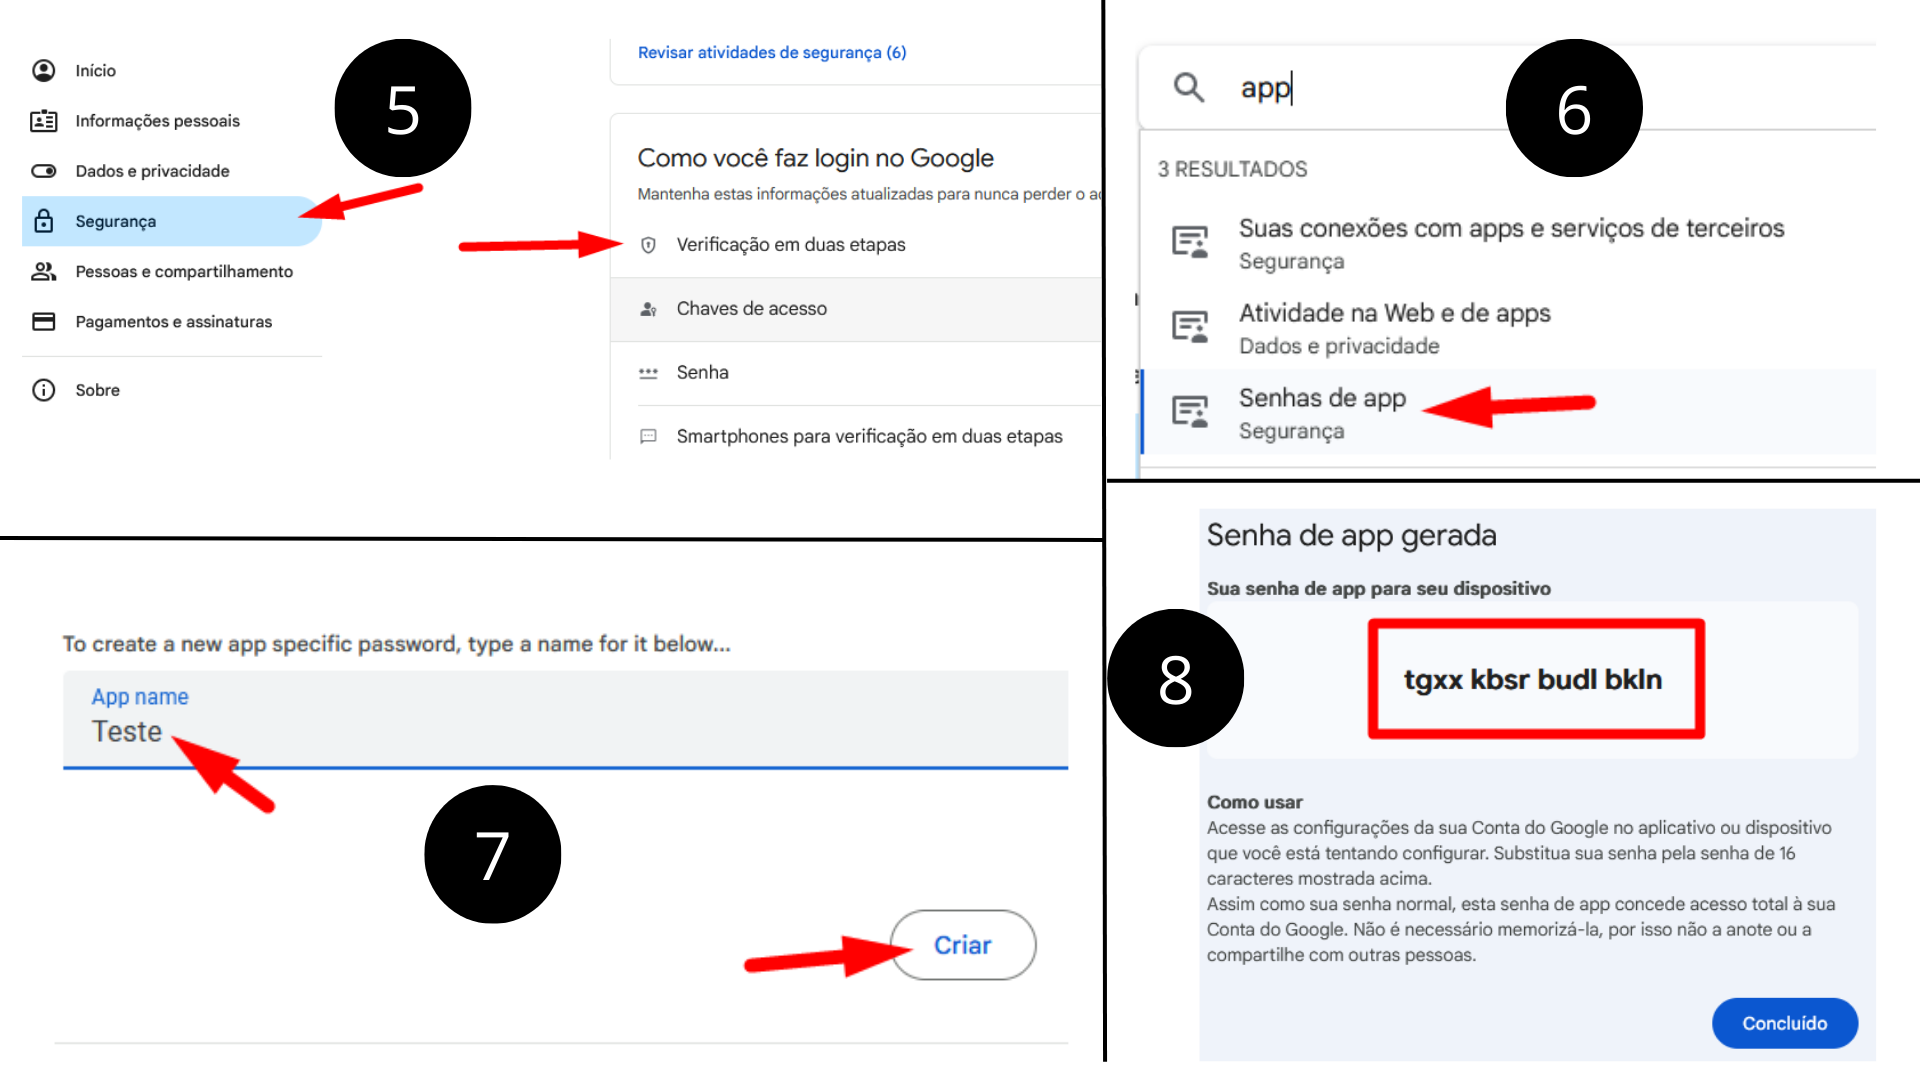 Início
Informações pessoais
Dados e privacidade
Segurança
Pessoas e compartilhamento
Pagamentos e assinaturas
Sobre
5
Revisar atividades de segurança (6)
Como você faz login no Google
Mantenha estas informações atualizadas para nunca perder o
Verificação em duas etapas
Chaves de acesso
Senha
Smartphones para verificação em duas etapas
6
app
3 RESULTADOS
Suas conexões com apps e serviços de terceiros
Segurança
Atividade na Web e de apps
Dados e privacidade
Senhas de app
Segurança
To create a new app specific password, type a name for it below...
App name
Teste
7
Criar
8
Senha de app gerada
Sua senha de app para seu dispositivo
tgxx kbsr budl bkln
Como usar
Acesse as configurações da sua Conta do Google no aplicativo ou dispositivo
que você está tentando configurar. Substitua sua senha pela senha de 16
caracteres mostrada acima.
Assim como sua senha normal, esta senha de app concede acesso total à sua
Conta do Google. Não é necessário memorizá-la, por isso não a anote ou a
compartilhe com outras pessoas.
Concluído